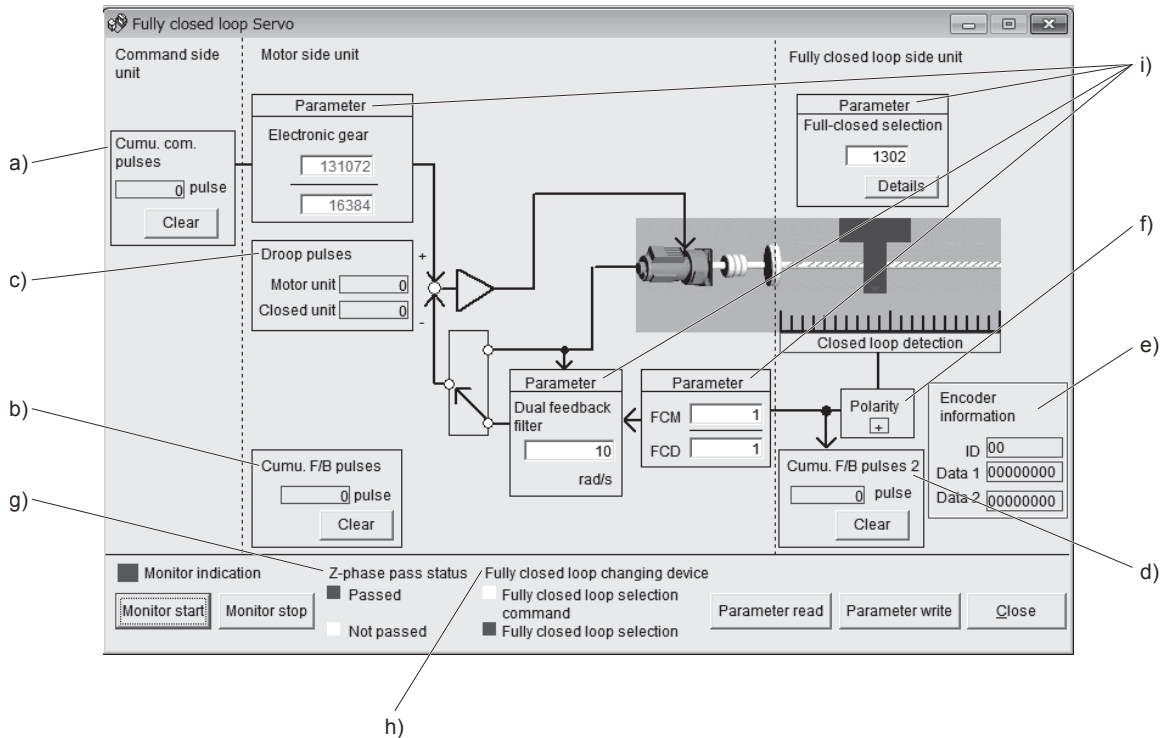 Fully closed loop Servo
Command side
unit
Motor side unit
Fully closed loop side unit
i)
Parameter
Electronic gear
131072
16384
Parameter
Full-closed selection
1302
Details
a)
Cumu. com.
pulses
0 pulse
Clear
f)
c)
Droop pulses
Motor unit 0
Closed unit 0
+
-
Closed loop detection
e)
Parameter
Dual feedback
filter
10
rad/s
Parameter
FCM 1
FCD 1
Polarity
+
Encoder
information
ID 00
Data 1 00000000
Data 2 00000000
b)
Cumu. F/B pulses
0 pulse
Clear
Cumu. F/B pulses 2
0 pulse
Clear
g)
d)
Monitor indication
Monitor start
Monitor stop
Z-phase pass status
Passed
Not passed
Fully closed loop changing device
Fully closed loop selection
command
Fully closed loop selection
Parameter read
Parameter write
Close
h)